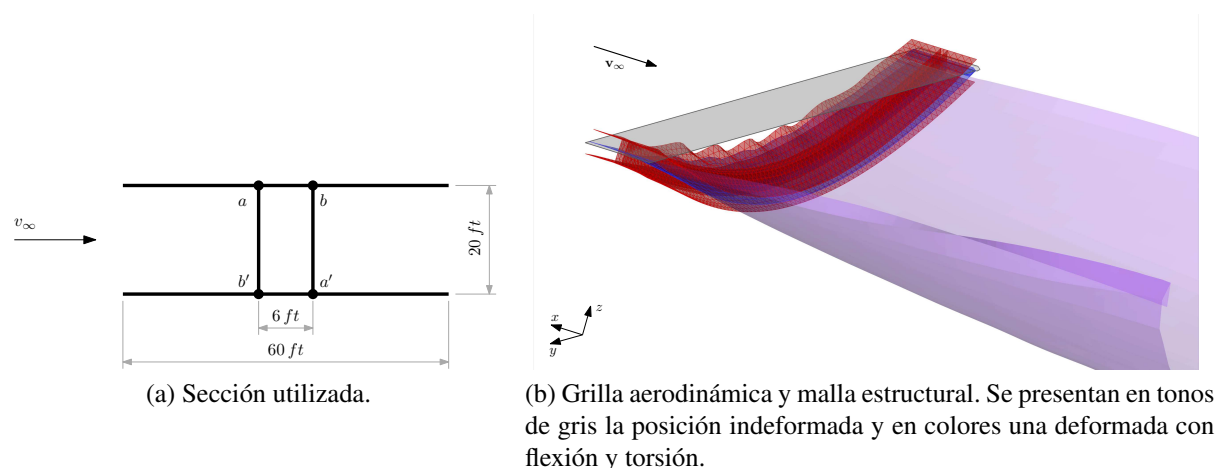 v∞
a
b
b′
a′
20 ft
6 ft
60 ft
(a) Sección utilizada.
v∞
x
y
z
(b) Grilla aerodinámica y malla estructural. Se presentan en tonos
de gris la posición indeformada y en colores una deformada con
flexión y torsión.